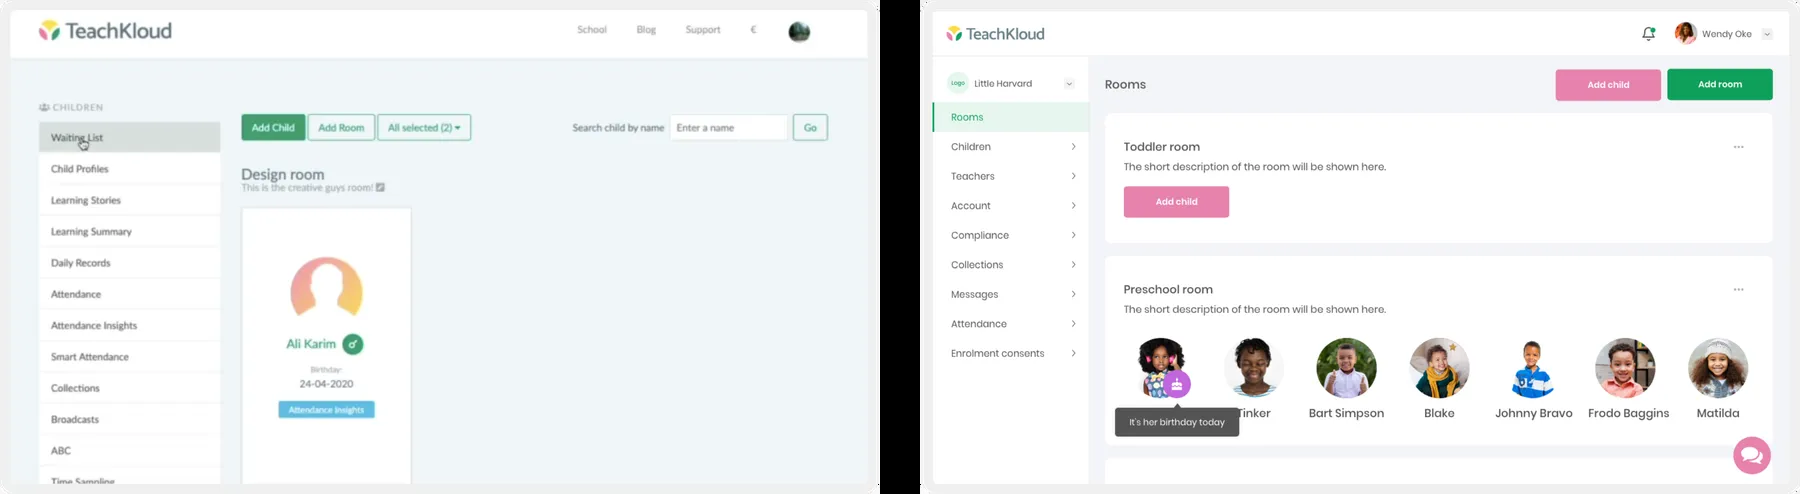 TeachKloud
School Blog Support €
CHILDREN
Waiting List
Child Profiles
Learning Stories
Learning Summary
Daily Records
Attendance
Attendance Insights
Smart Attendance
Collections
Broadcasts
ABC
Time Sampling
Add Child Add Room All selected (2)
Search child by name Enter a name Go
Design room
This is the creative guys room!
Ali Karim
Birthday:
24-04-2020
Attendance Insights
TeachKloud
Wendy Oke
Logo Little Harvard
Rooms
Children
Teachers
Account
Compliance
Collections
Messages
Attendance
Enrolment consents
Rooms
Add child Add room
Toddler room
The short description of the room will be shown here.
Add child
Preschool room
The short description of the room will be shown here.
Tinker Bart Simpson Blake Johnny Bravo Frodo Baggins Matilda
It's her birthday today